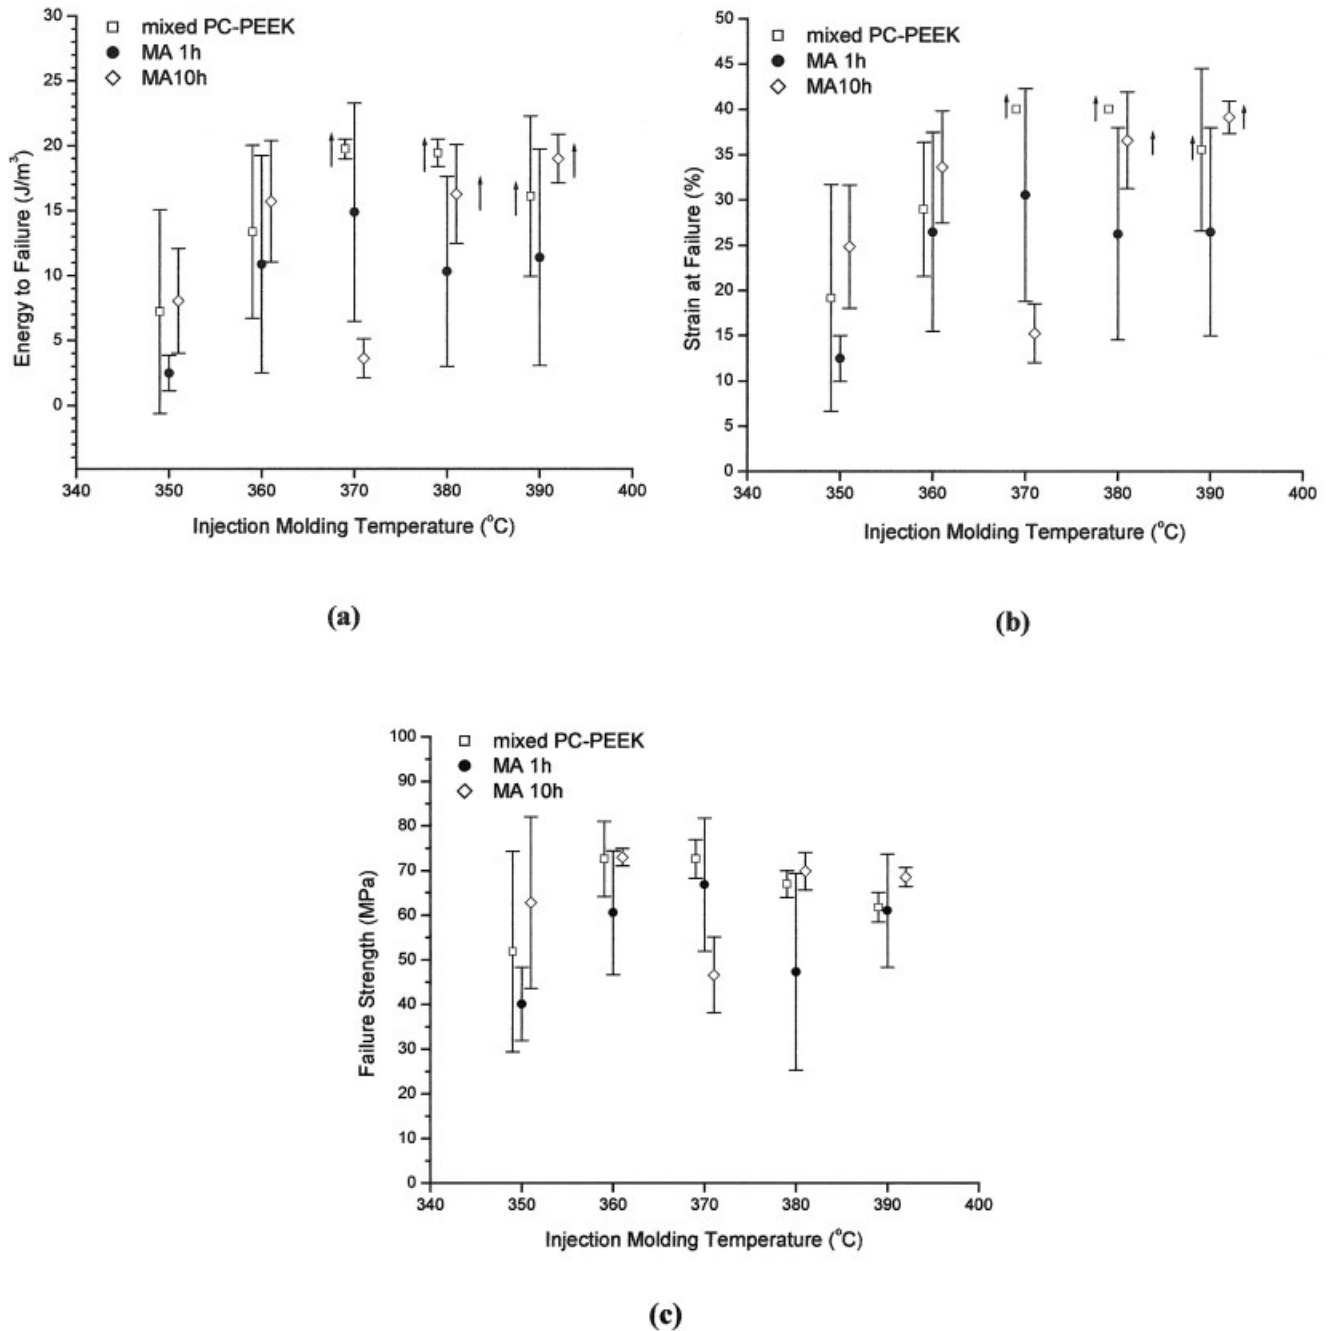 mixed PC-PEEK
MA 1h
MA10h
30
25
20
15
10
5
0
Energy to Failure (J/m³)
340 350 360 370 380 390 400
Injection Molding Temperature (°C)
(a)
mixed PC-PEEK
MA 1h
MA10h
50
45
40
35
30
25
20
15
10
5
0
Strain at Failure (%)
340 350 360 370 380 390 400
Injection Molding Temperature (°C)
(b)
mixed PC-PEEK
MA 1h
MA 10h
100
90
80
70
60
50
40
30
20
10
0
Failure Strength (MPa)
340 350 360 370 380 390 400
Injection Molding Temperature (°C)
(c)